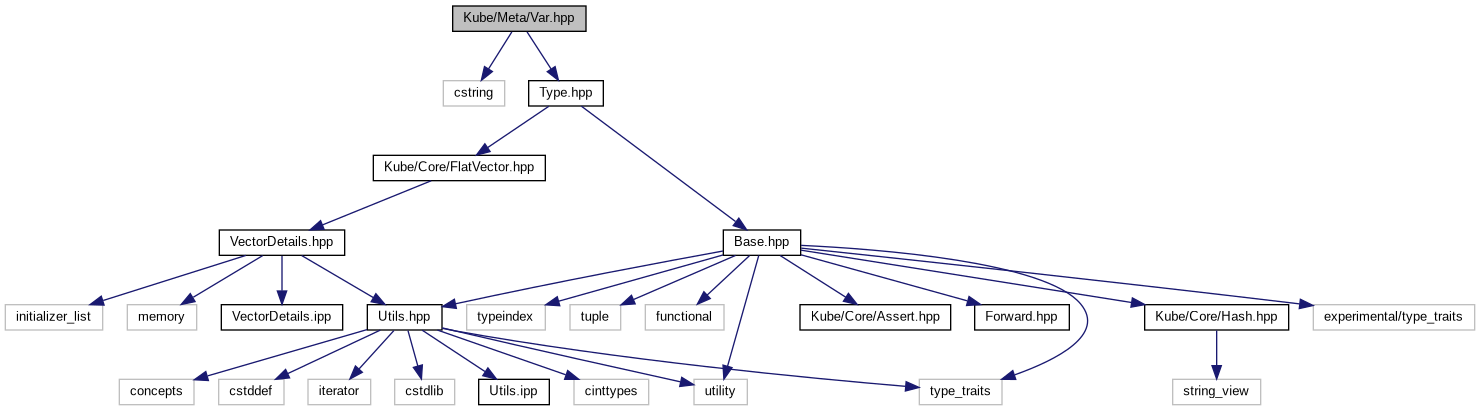 Kube/Meta/Var.hpp
cstring
Type.hpp
Kube/Core/FlatVector.hpp
VectorDetails.hpp
Base.hpp
initializer_list
memory
VectorDetails.ipp
Utils.hpp
typeindex
tuple
functional
Kube/Core/Assert.hpp
Forward.hpp
Kube/Core/Hash.hpp
experimental/type_traits
concepts
cstddef
iterator
cstdlib
Utils.ipp
cinttypes
utility
type_traits
string_view